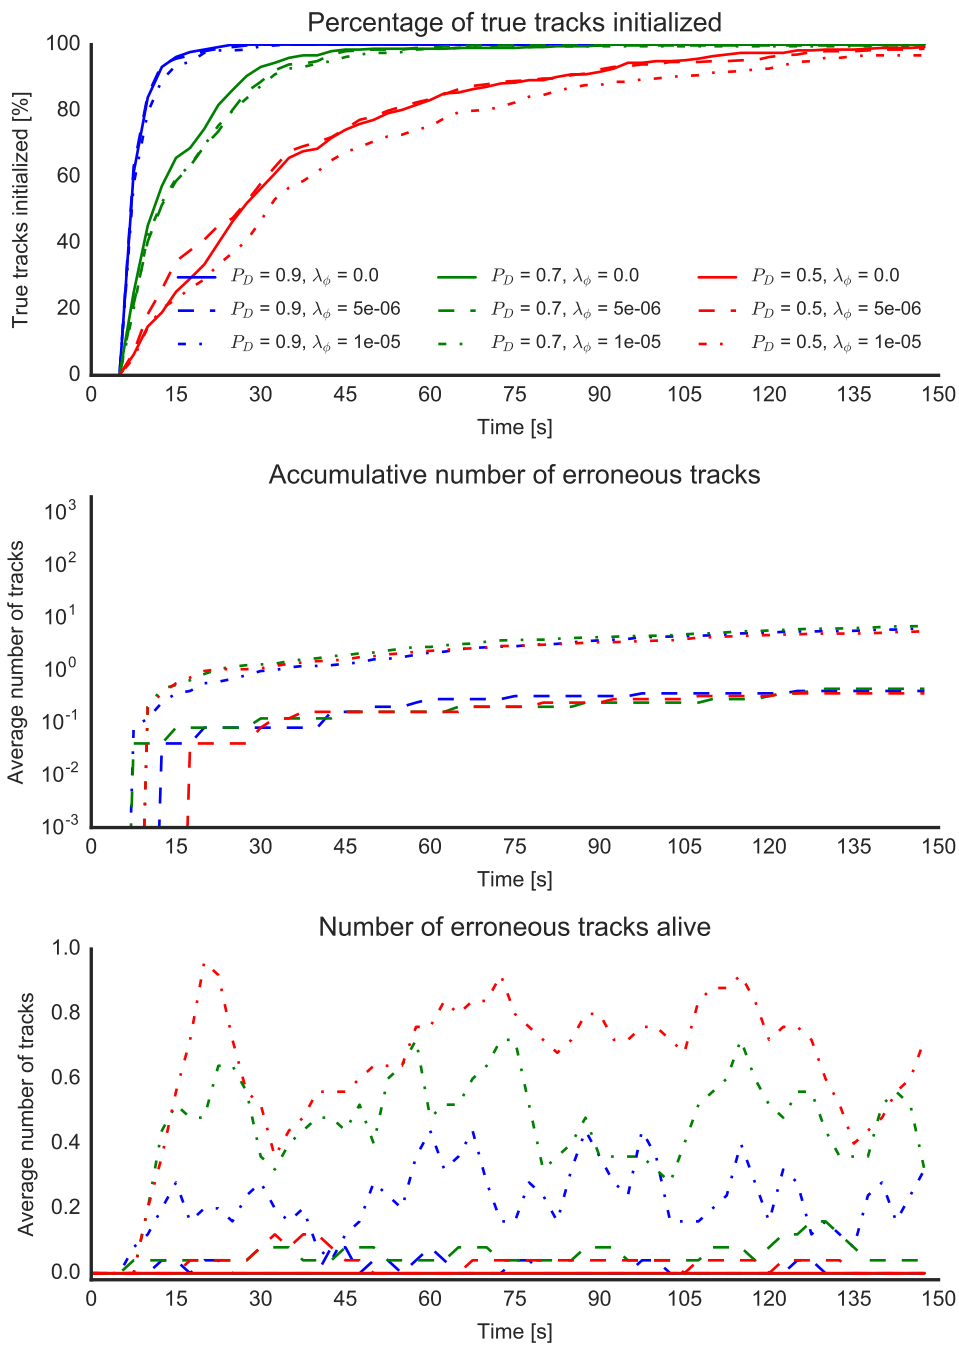 Percentage of true tracks initialized
True tracks initialized [%]
100
80
60
40
20
0
P_D = 0.9, λ_ϕ = 0.0 P_D = 0.7, λ_ϕ = 0.0 P_D = 0.5, λ_ϕ = 0.0
P_D = 0.9, λ_ϕ = 5e-06 P_D = 0.7, λ_ϕ = 5e-06 P_D = 0.5, λ_ϕ = 5e-06
P_D = 0.9, λ_ϕ = 1e-05 P_D = 0.7, λ_ϕ = 1e-05 P_D = 0.5, λ_ϕ = 1e-05
0 15 30 45 60 75 90 105 120 135 150
Time [s]
Accumulative number of erroneous tracks
Average number of tracks
10^3
10^2
10^1
10^0
10^-1
10^-2
10^-3
0 15 30 45 60 75 90 105 120 135 150
Time [s]
Number of erroneous tracks alive
Average number of tracks
1.0
0.8
0.6
0.4
0.2
0.0
0 15 30 45 60 75 90 105 120 135 150
Time [s]